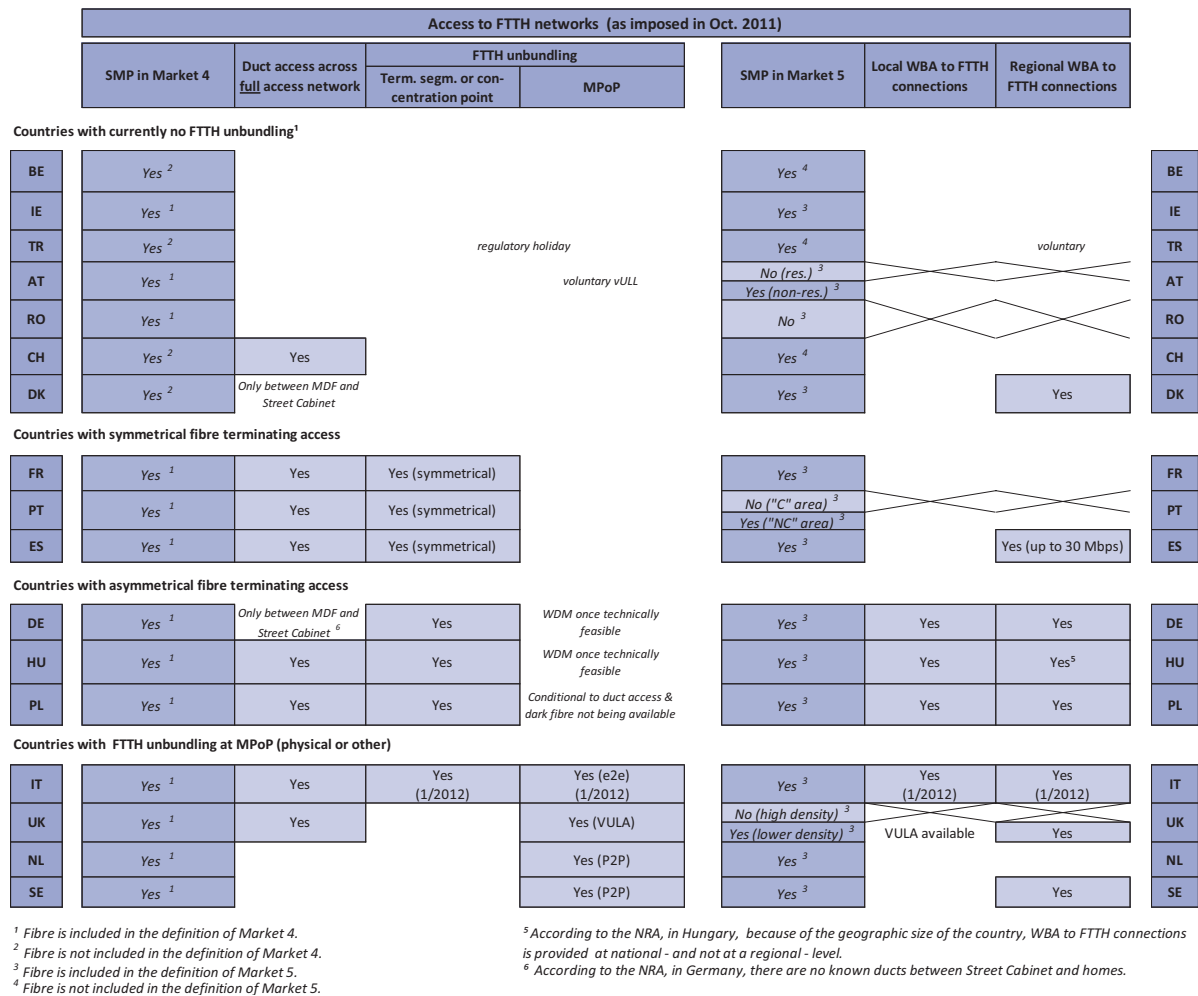 Access to FTTH networks (as imposed in Oct. 2011)
SMP in Market 4
Duct access across
full access network
FTTH unbundling
Term. segm. or con-
centration point
MPoP
SMP in Market 5
Local WBA to FTTH
connections
Regional WBA to
FTTH connections
Countries with currently no FTTH unbundling¹
BE Yes ² Yes ⁴ BE
IE Yes ¹ Yes ³ IE
TR Yes ² regulatory holiday Yes ⁴ voluntary TR
AT Yes ¹ voluntary vULL No (res.) ³ AT
Yes (non-res.) ³
RO Yes ¹ No ³ RO
CH Yes ² Yes Yes ⁴ CH
DK Yes ² Only between MDF and Yes ³ Yes DK
Street Cabinet
Countries with symmetrical fibre terminating access
FR Yes ¹ Yes Yes (symmetrical) Yes ³ FR
PT Yes ¹ Yes Yes (symmetrical) No ("C" area) ³ PT
Yes ("NC" area) ³
ES Yes ¹ Yes Yes (symmetrical) Yes ³ Yes (up to 30 Mbps) ES
Countries with asymmetrical fibre terminating access
DE Yes ¹ Only between MDF and Yes WDM once technically Yes ³ Yes Yes DE
Street Cabinet ⁶ feasible
HU Yes ¹ Yes Yes WDM once technically Yes ³ Yes Yes⁵ HU
feasible
PL Yes ¹ Yes Yes Conditional to duct access & Yes ³ Yes Yes PL
dark fibre not being available
Countries with FTTH unbundling at MPoP (physical or other)
IT Yes ¹ Yes Yes Yes (e2e) Yes ³ Yes Yes IT
(1/2012) (1/2012) (1/2012) (1/2012)
UK Yes ¹ Yes Yes (VULA) No (high density) ³ UK
Yes (lower density) ³ VULA available Yes
NL Yes ¹ Yes (P2P) Yes ³ NL
SE Yes ¹ Yes (P2P) Yes ³ Yes SE
¹ Fibre is included in the definition of Market 4.
² Fibre is not included in the definition of Market 4.
³ Fibre is included in the definition of Market 5.
⁴ Fibre is not included in the definition of Market 5.
⁵ According to the NRA, in Hungary, because of the geographic size of the country, WBA to FTTH connections
is provided at national - and not at a regional - level.
⁶ According to the NRA, in Germany, there are no known ducts between Street Cabinet and homes.